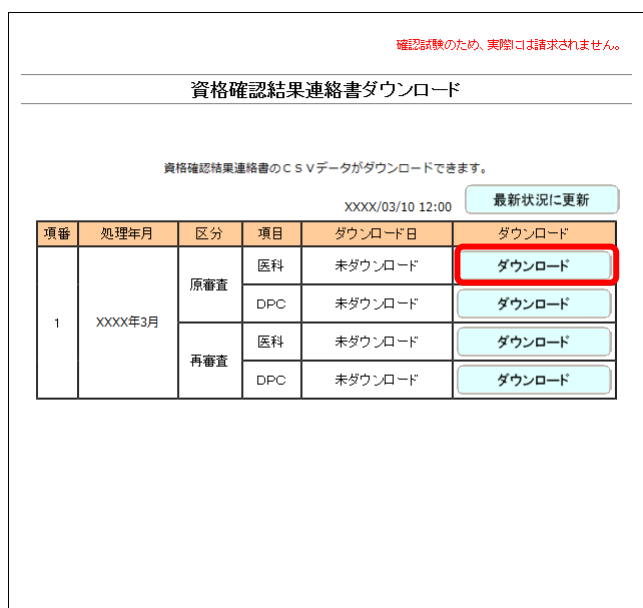 確認試験のため、実際には請求されません。
資格確認結果連絡書ダウンロード
資格確認結果連絡書のＣＳＶデータがダウンロードできます。
XXXX/03/10 12:00 最新状況に更新
項番 処理年月 区分 項目 ダウンロード日 ダウンロード
1 XXXX年3月 原審査 医科 未ダウンロード ダウンロード
DPC 未ダウンロード ダウンロード
再審査 医科 未ダウンロード ダウンロード
DPC 未ダウンロード ダウンロード